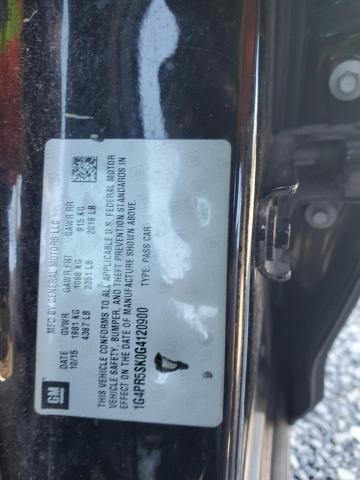 MFD BY GENERAL MOTORS LLC
DATE GVWR GAWR FRT GAWR RR
10/15 1981 KG 1066 KG 915 KG
4367 LB 2351 LB 2016 LB
THIS VEHICLE CONFORMS TO ALL APPLICABLE U.S. FEDERAL MOTOR
VEHICLE SAFETY, BUMPER, AND THEFT PREVENTION STANDARDS IN
EFFECT ON THE DATE OF MANUFACTURE SHOWN ABOVE.
1G4PR5SK0G4120900 TYPE: PASS CAR
GM